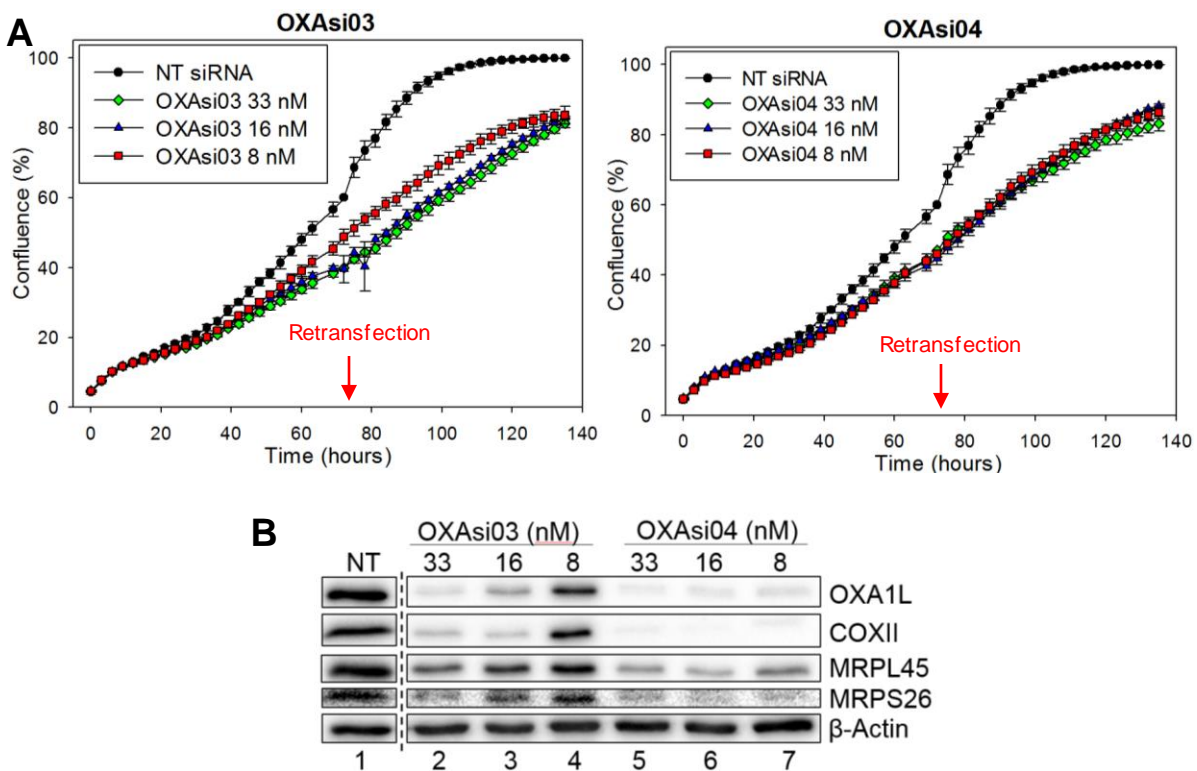 A
OXAsi03
NT siRNA
OXAsi03 33 nM
OXAsi03 16 nM
OXAsi03 8 nM
Confluence (%)
100
80
60
40
20
0
Retransfection
0 20 40 60 80 100 120 140
Time (hours)
OXAsi04
NT siRNA
OXAsi04 33 nM
OXAsi04 16 nM
OXAsi04 8 nM
Confluence (%)
100
80
60
40
20
0
Retransfection
0 20 40 60 80 100 120 140
Time (hours)
B
OXAsi03 (nM) OXAsi04 (nM)
NT 33 16 8 33 16 8
OXA1L
COXII
MRPL45
MRPS26
β-Actin
1 2 3 4 5 6 7